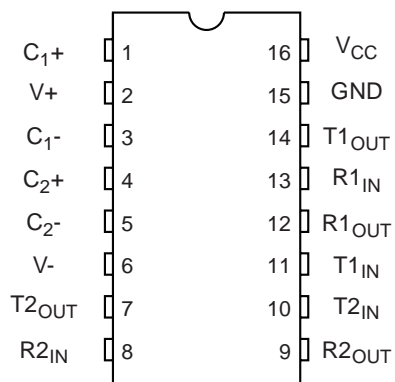 C1+ 1 16 VCC
V+ 2 15 GND
C1- 3 14 T1OUT
C2+ 4 13 R1IN
C2- 5 12 R1OUT
V- 6 11 T1IN
T2OUT 7 10 T2IN
R2IN 8 9 R2OUT